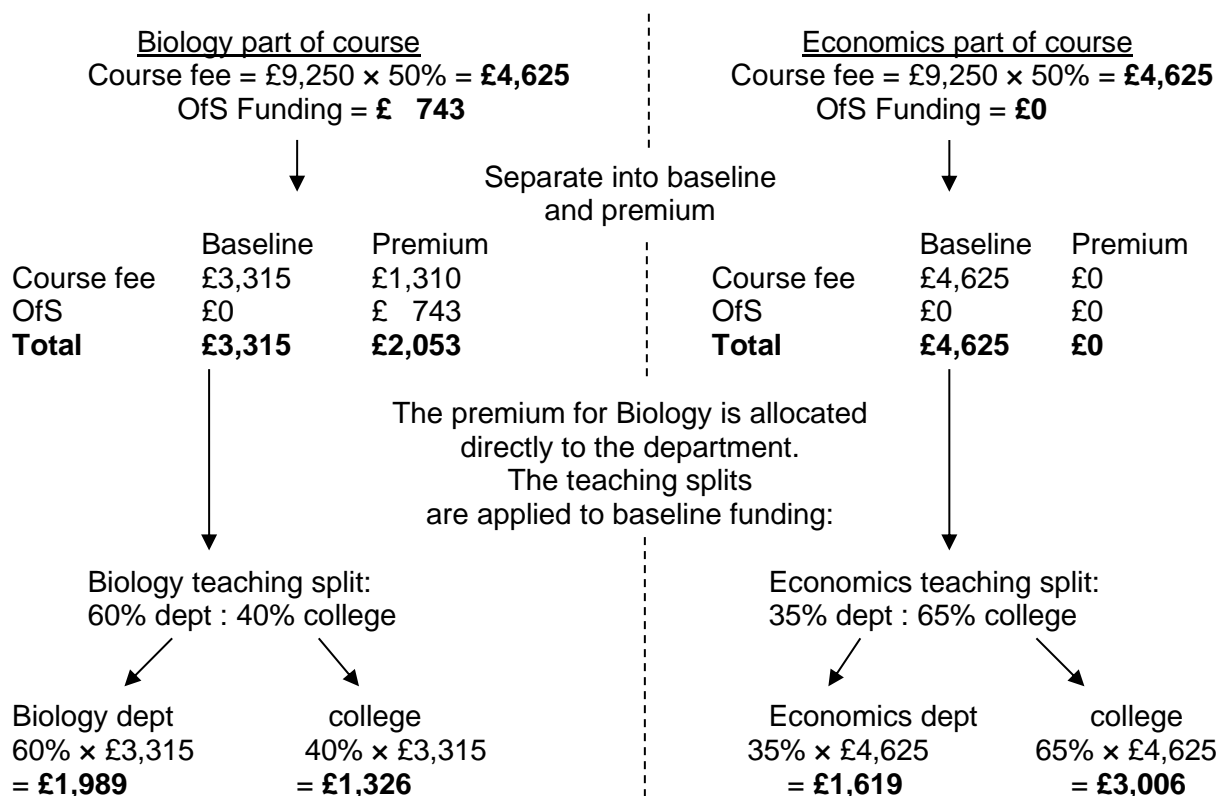 Biology part of course
Course fee = £9,250 × 50% = £4,625
OfS Funding = £ 743
Economics part of course
Course fee = £9,250 × 50% = £4,625
OfS Funding = £0
Separate into baseline
and premium
Baseline Premium
Course fee £3,315 £1,310
OfS £0 £ 743
Total £3,315 £2,053
Baseline Premium
Course fee £4,625 £0
OfS £0 £0
Total £4,625 £0
The premium for Biology is allocated
directly to the department.
The teaching splits
are applied to baseline funding:
Biology teaching split:
60% dept : 40% college
Economics teaching split:
35% dept : 65% college
Biology dept college
60% × £3,315 40% × £3,315
= £1,989 = £1,326
Economics dept college
35% × £4,625 65% × £4,625
= £1,619 = £3,006